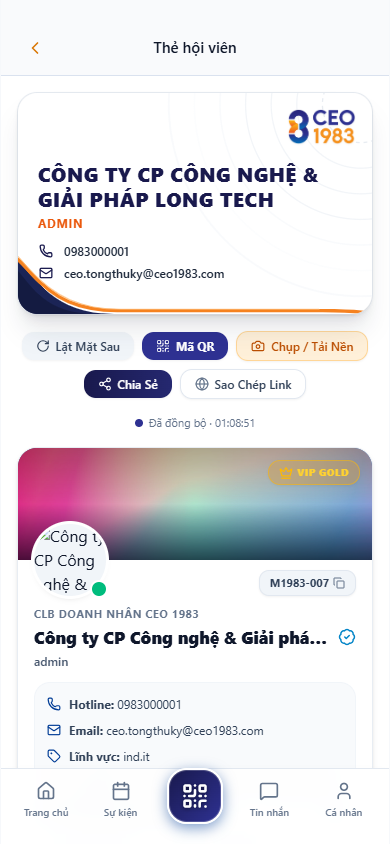 Thẻ hội viên
CEO
1983
CÔNG TY CP CÔNG NGHỆ &
GIẢI PHÁP LONG TECH
ADMIN
0983000001
ceo.tongthuky@ceo1983.com
Lật Mặt Sau
Mã QR
Chụp / Tải Nền
Chia Sẻ
Sao Chép Link
Đã đồng bộ · 01:08:51
VIP GOLD
Công ty
CP Công
nghệ &
M1983-007
CLB DOANH NHÂN CEO 1983
Công ty CP Công nghệ & Giải phá...
admin
Hotline: 0983000001
Email: ceo.tongthuky@ceo1983.com
Lĩnh vực: ind.it
Trang chủ
Sự kiện
Tin nhắn
Cá nhân